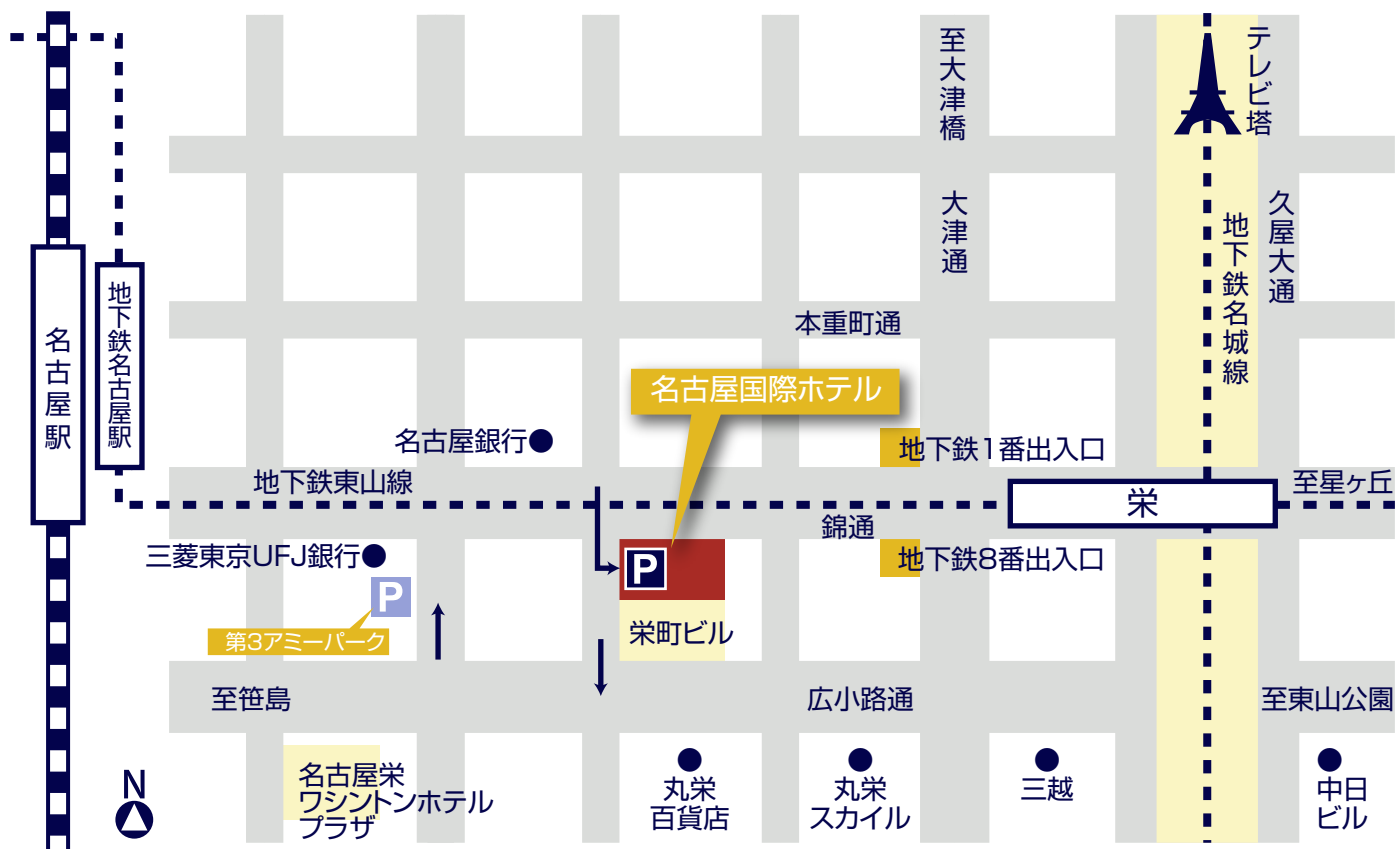 至大津橋
テレビ塔
大津通
久屋大通
地下鉄名城線
地下鉄名古屋駅
名古屋駅
本重町通
名古屋国際ホテル
名古屋銀行
地下鉄1番出入口
地下鉄東山線
至星ヶ丘
栄
錦通
三菱東京UFJ銀行
地下鉄8番出入口
P
P
第3アミーパーク
栄町ビル
至笹島
広小路通
至東山公園
N
名古屋栄
ワシントンホテル
プラザ
丸栄
百貨店
丸栄
スカイル
三越
中日
ビル